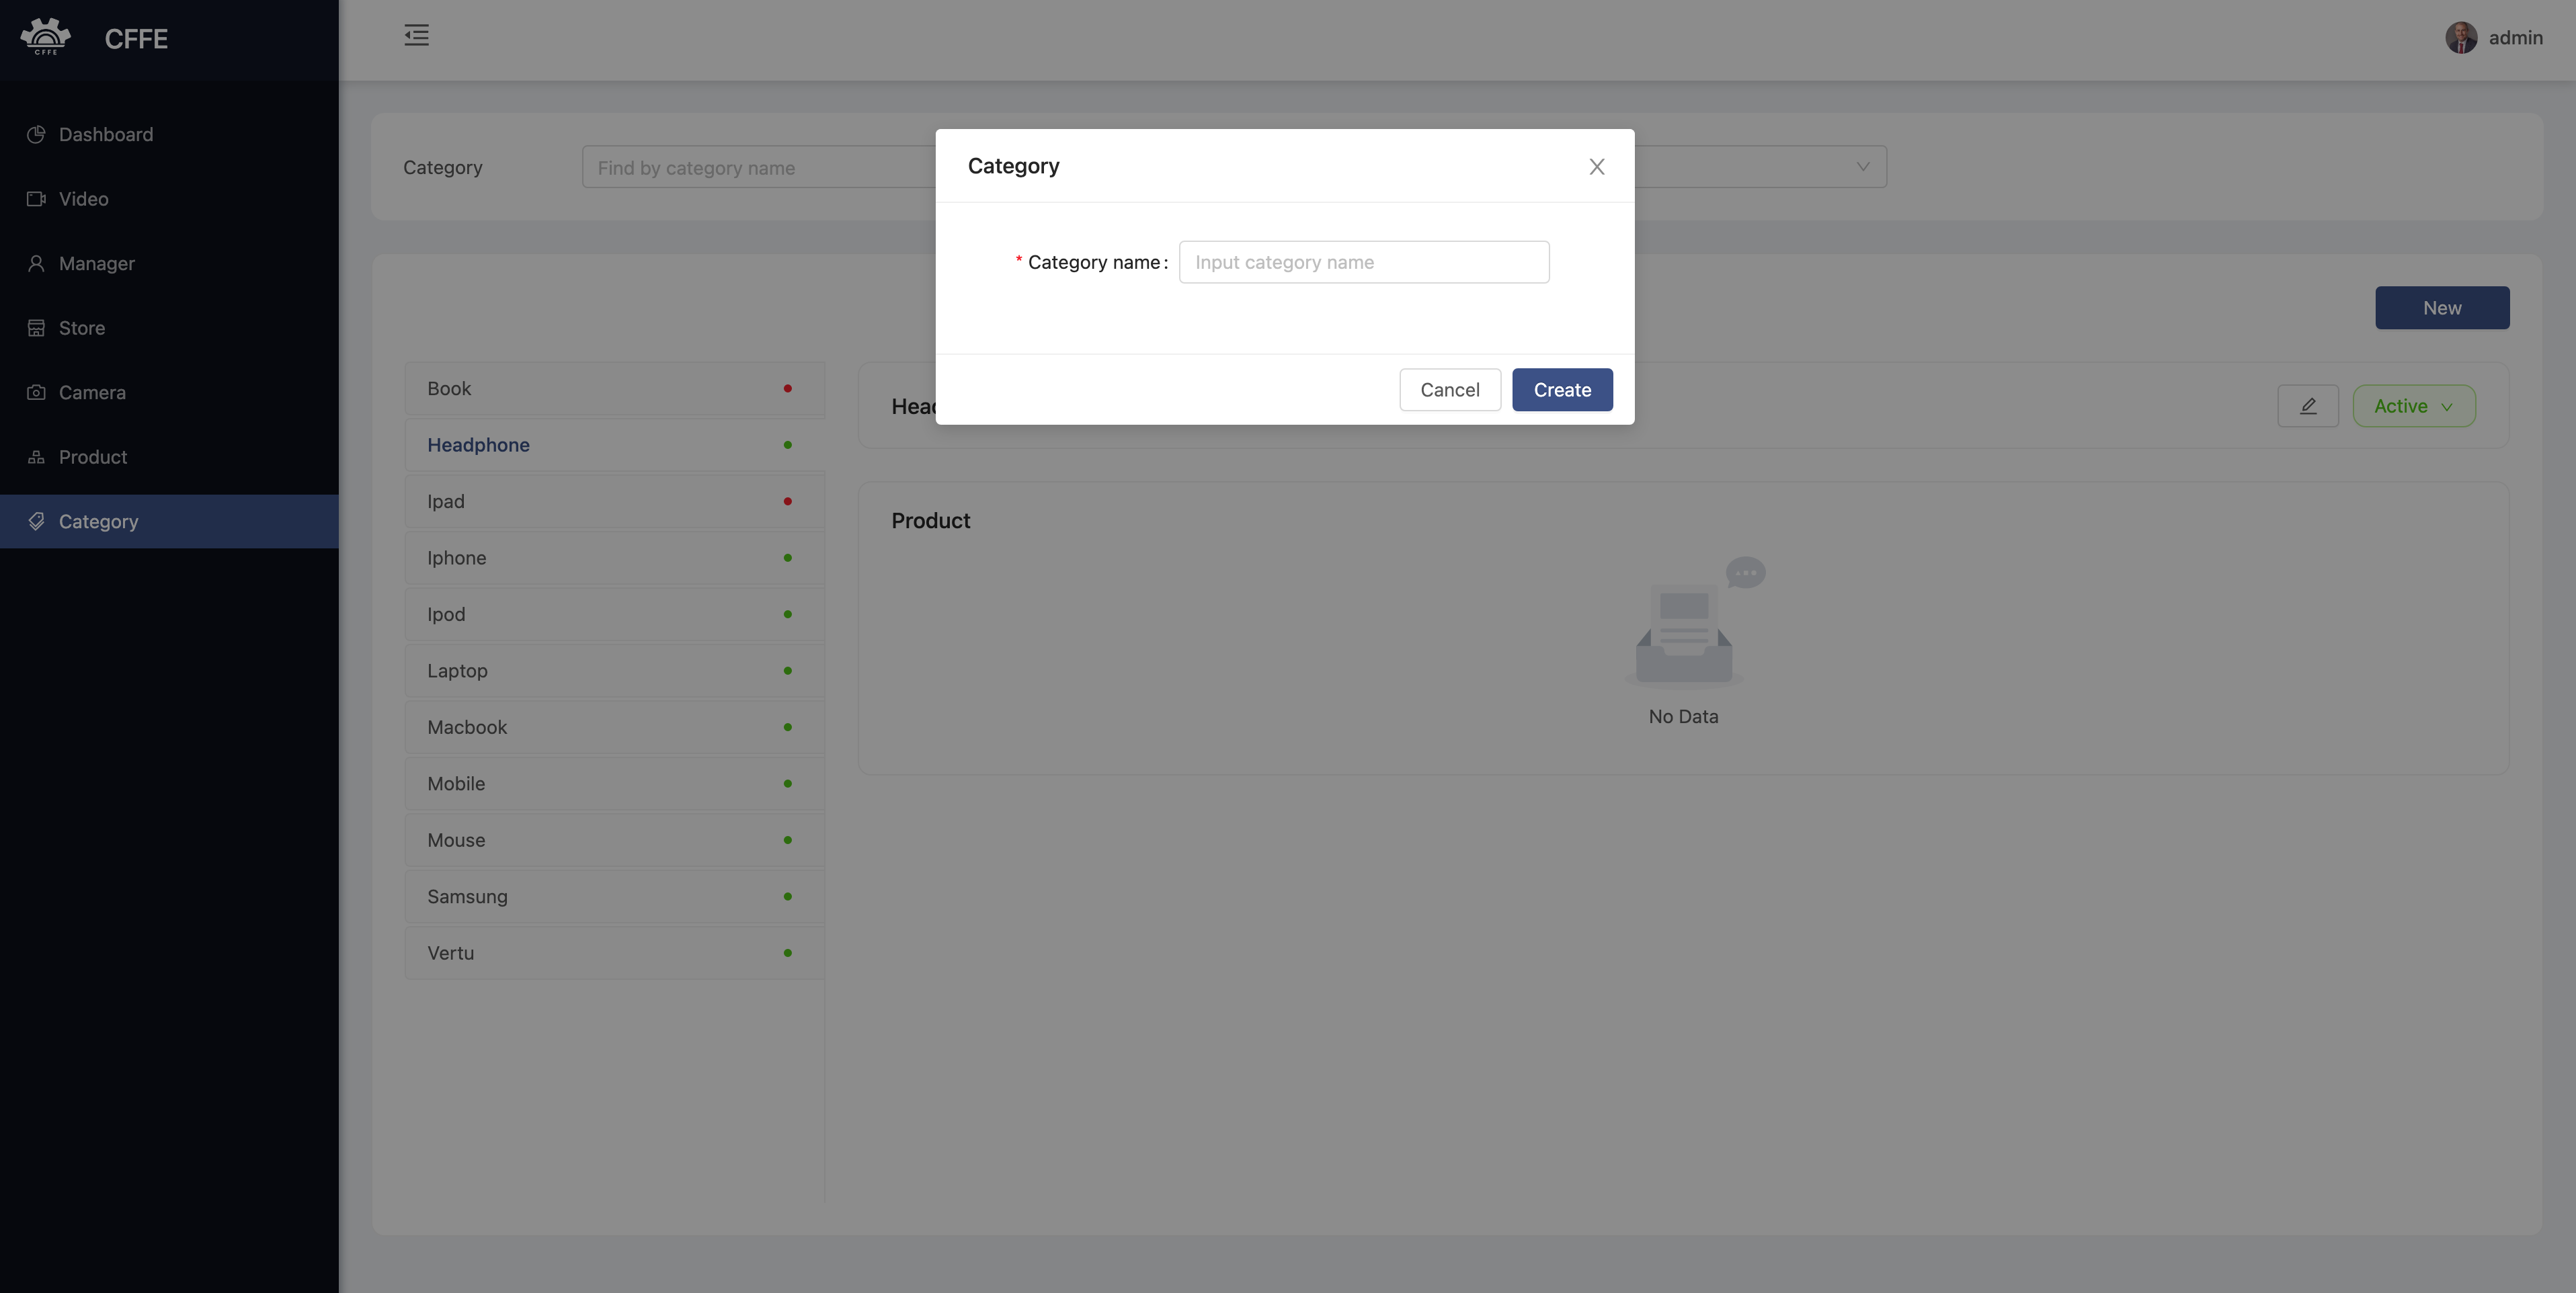 CFFE
CFFE
admin
Dashboard
Video
Manager
Store
Camera
Product
Category
Category
Find by category name
Category
* Category name:
Input category name
Cancel
Create
New
Book
Headphone
Ipad
Iphone
Ipod
Laptop
Macbook
Mobile
Mouse
Samsung
Vertu
Active
Product
No Data